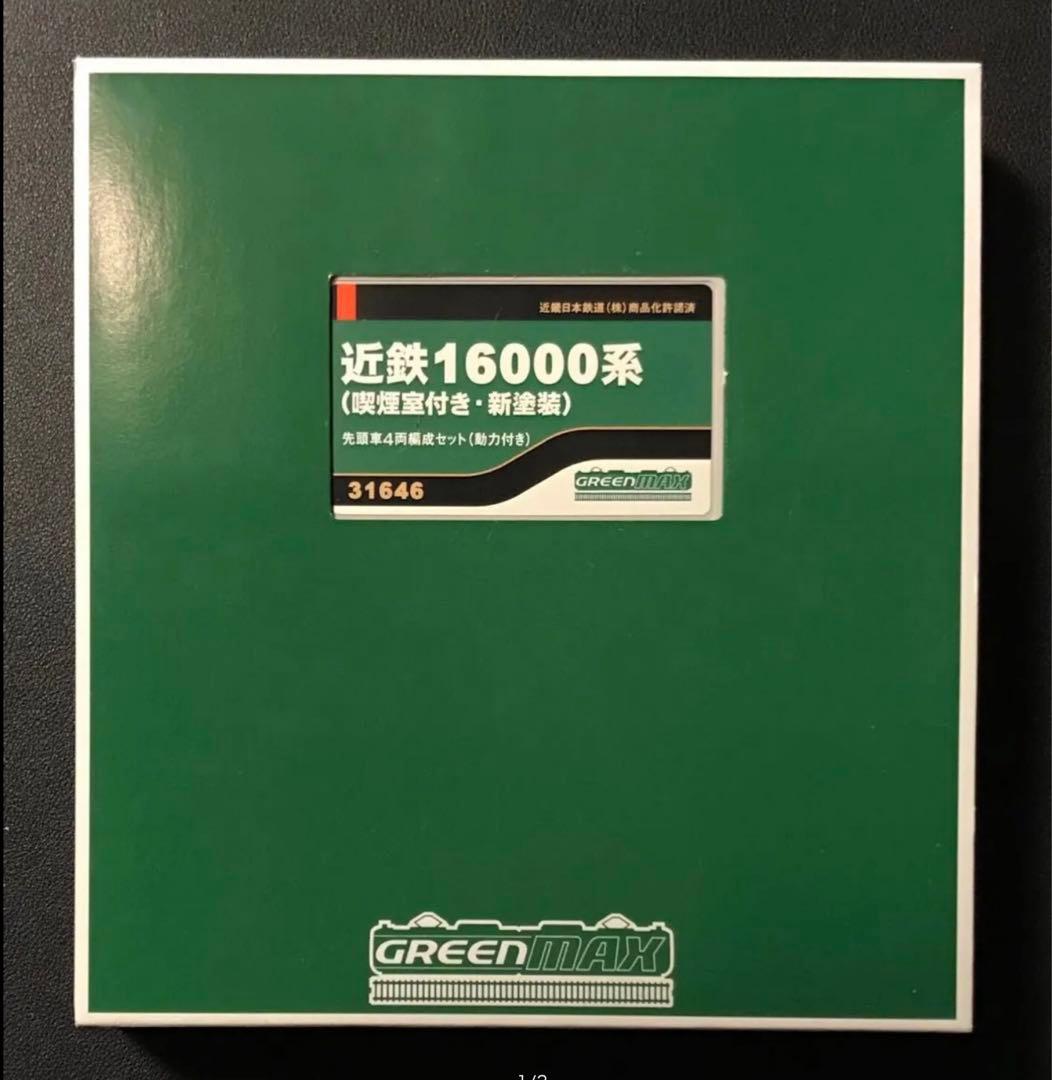 近畿日本鉄道(株)商品化許諾済
近鉄16000系
(喫煙室付き・新塗装)
先頭車4両編成セット(動力付き)
31646
GREENMAX
GREENMAX